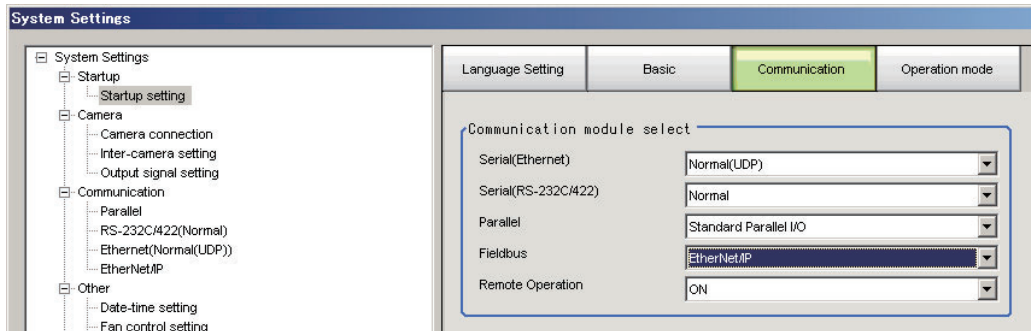 System Settings
System Settings
Startup
Startup setting
Camera
Camera connection
Inter-camera setting
Output signal setting
Communication
Parallel
RS-232C/422(Normal)
Ethernet(Normal(UDP))
EtherNet/IP
Other
Date-time setting
Fan control setting
Language Setting
Basic
Communication
Operation mode
Communication module select
Serial(Ethernet) Normal(UDP)
Serial(RS-232C/422) Normal
Parallel Standard Parallel I/O
Fieldbus EtherNet/IP
Remote Operation ON